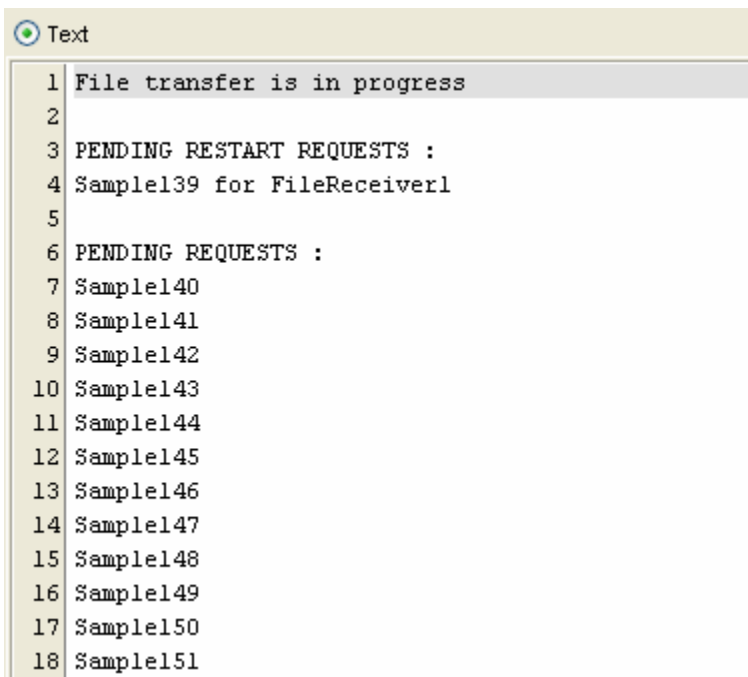 Text
1 File transfer is in progress
2
3 PENDING RESTART REQUESTS :
4 Sample139 for FileReceiver1
5
6 PENDING REQUESTS :
7 Sample140
8 Sample141
9 Sample142
10 Sample143
11 Sample144
12 Sample145
13 Sample146
14 Sample147
15 Sample148
16 Sample149
17 Sample150
18 Sample151